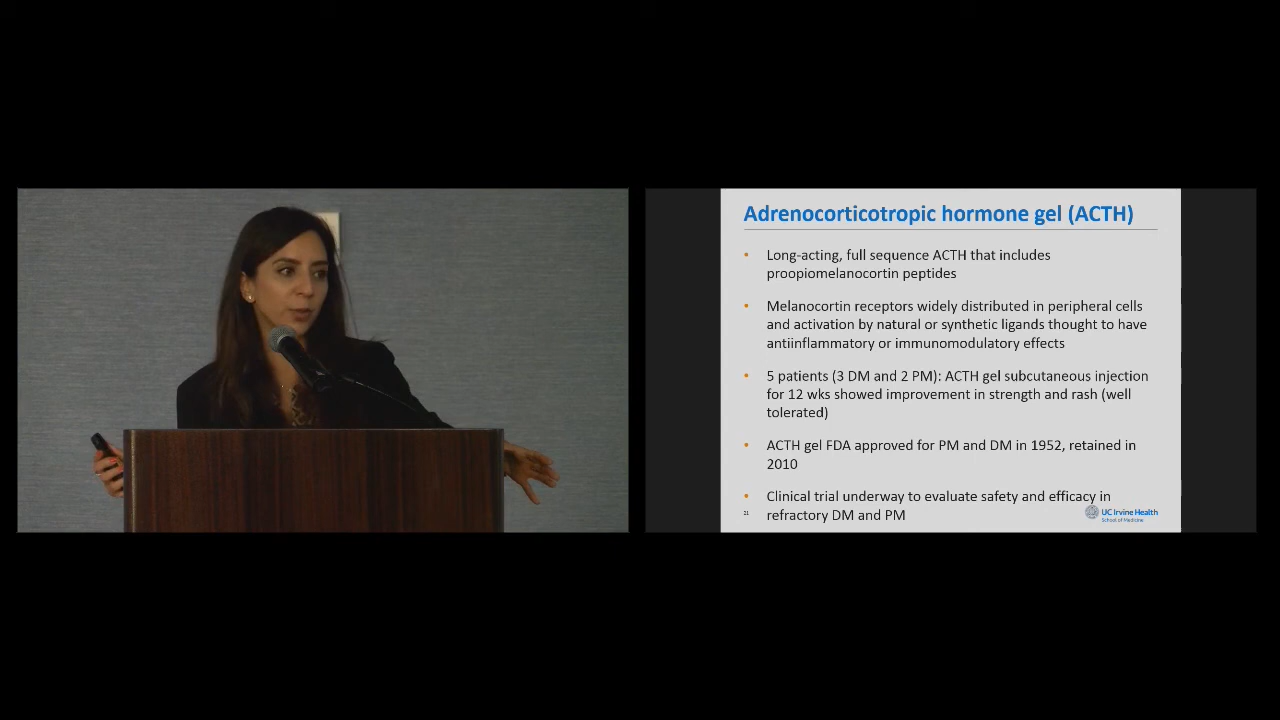 Adrenocorticotropic hormone gel (ACTH)
• Long-acting, full sequence ACTH that includes
proopiomelanocortin peptides
• Melanocortin receptors widely distributed in peripheral cells
and activation by natural or synthetic ligands thought to have
antiinflammatory or immunomodulatory effects
• 5 patients (3 DM and 2 PM): ACTH gel subcutaneous injection
for 12 wks showed improvement in strength and rash (well
tolerated)
• ACTH gel FDA approved for PM and DM in 1952, retained in
2010
• Clinical trial underway to evaluate safety and efficacy in
refractory DM and PM
21
UC Irvine Health
School of Medicine